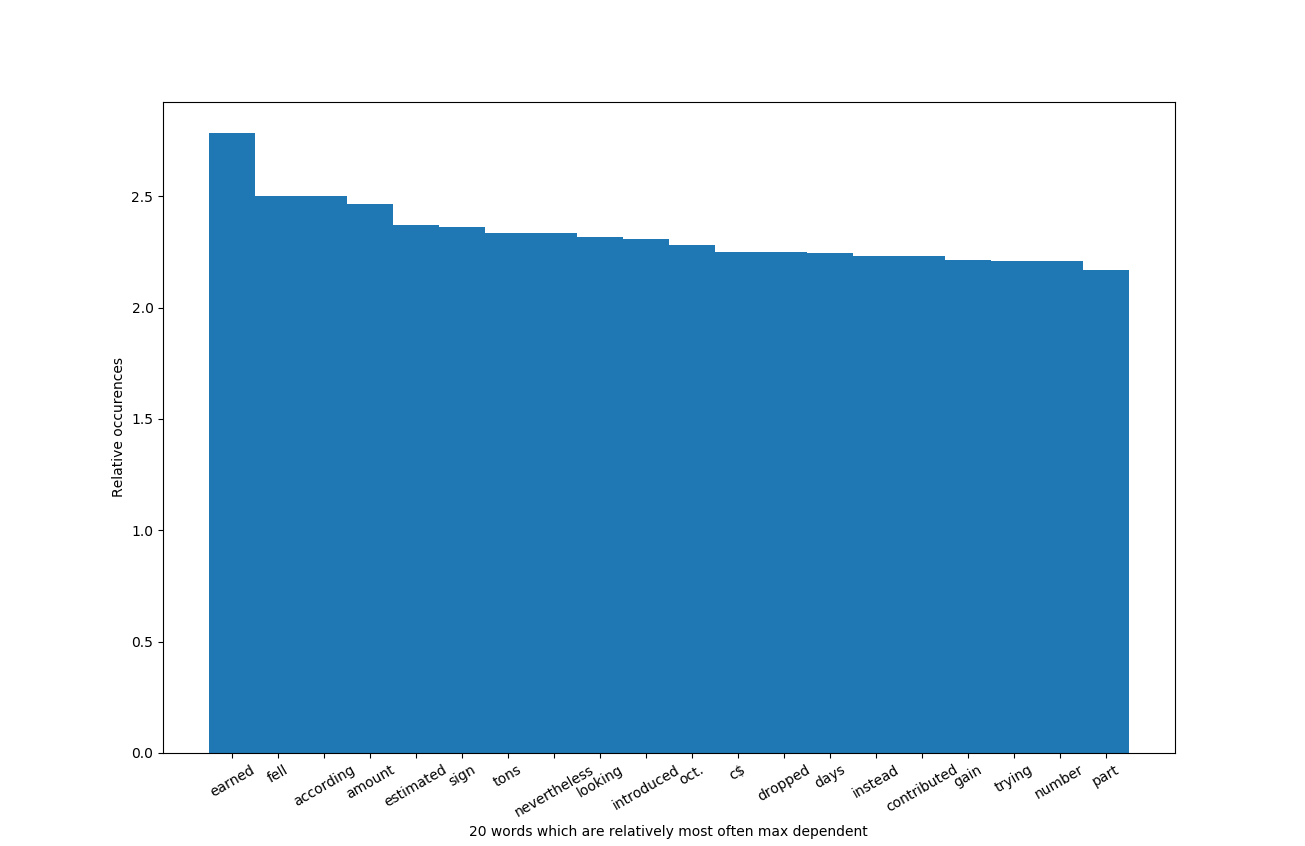 Relative occurences
2.5
2.0
1.5
1.0
0.5
0.0
earned fell according amount estimated sign tons nevertheless looking introduced oct. c$ dropped days instead contributed gain trying number part
20 words which are relatively most often max dependent